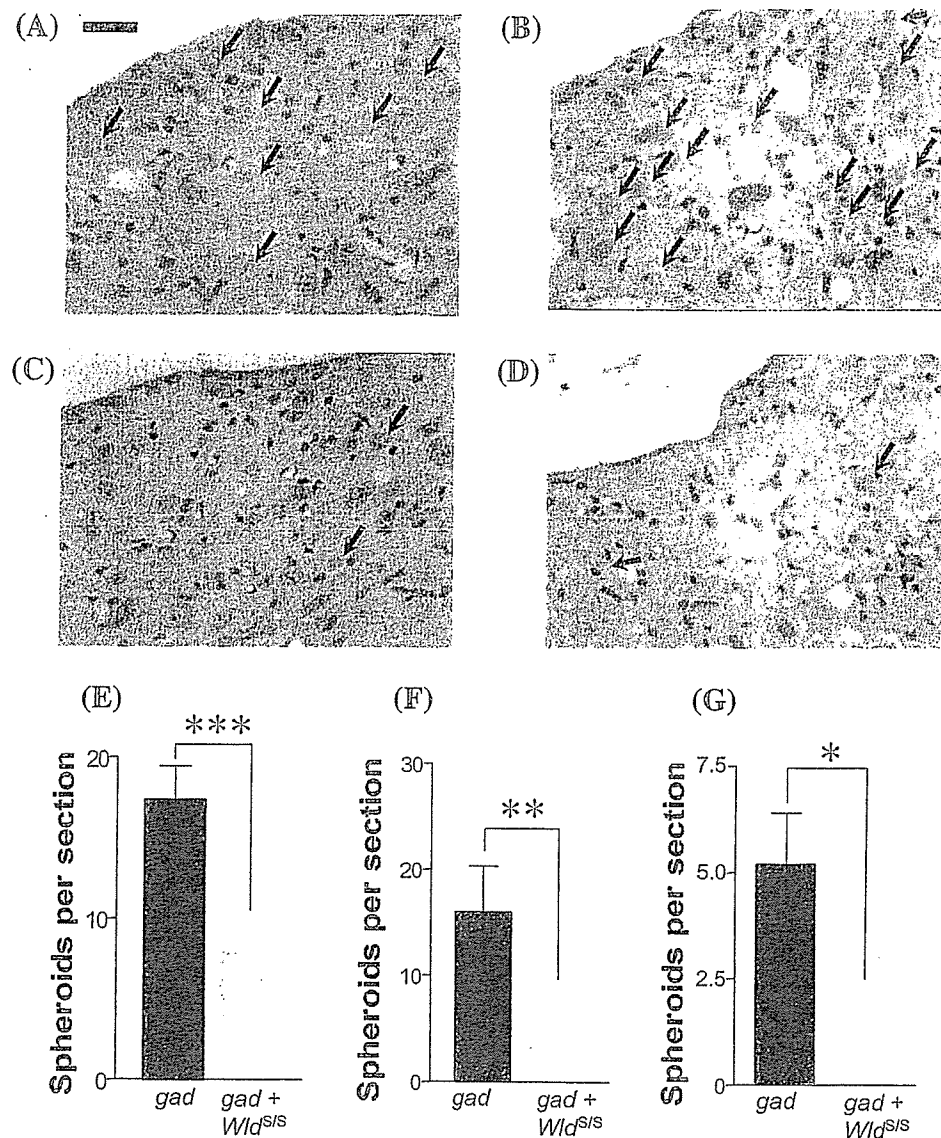 (A)
(B)
(C)
(D)
(E)
***
Spheroids per section
20
10
0
gad
gad + Wld^S/S
(F)
**
Spheroids per section
30
20
10
0
gad
gad + Wld^S/S
(G)
*
Spheroids per section
7.5
5.0
2.5
0
gad
gad + Wld^S/S